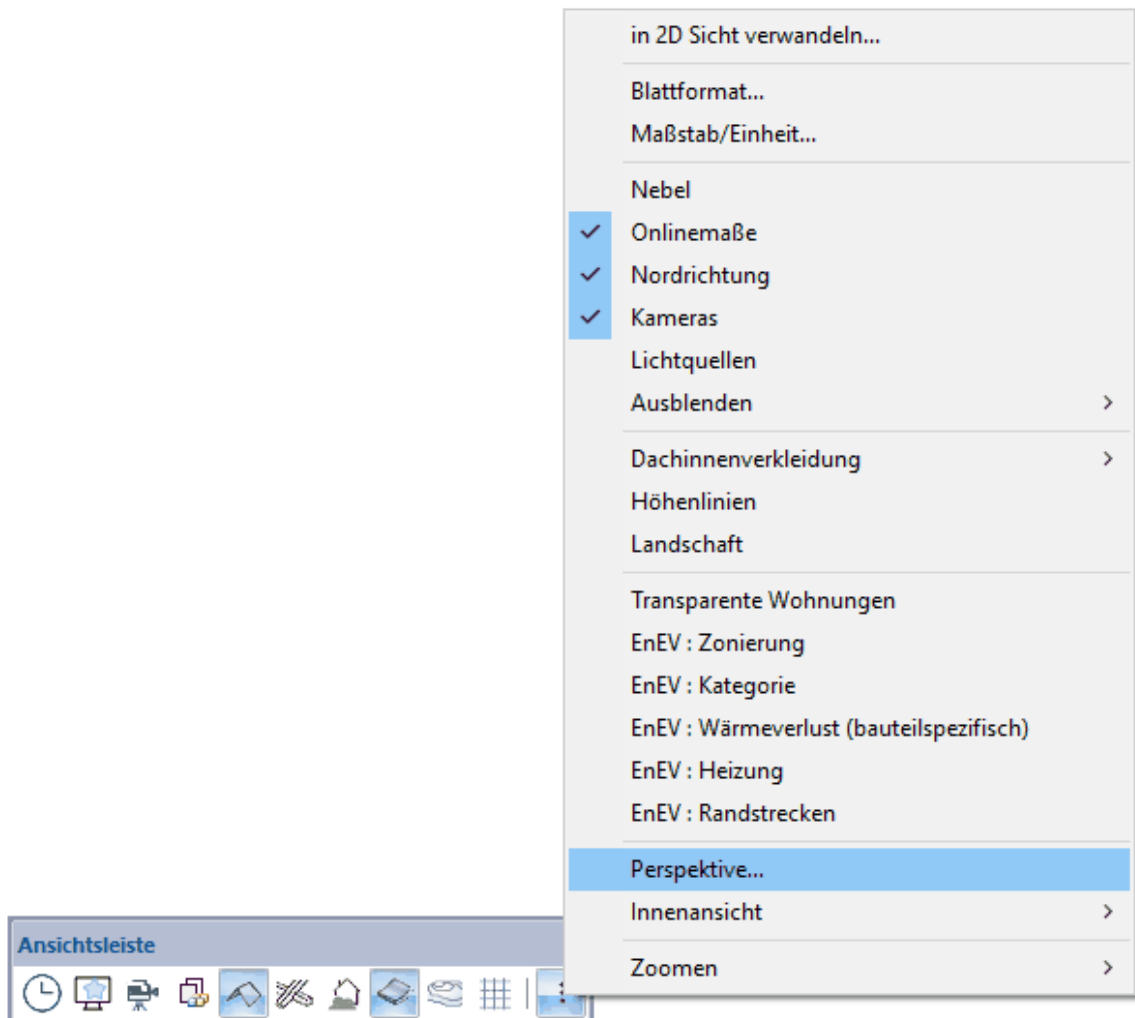 in 2D Sicht verwandeln...
Blattformat...
Maßstab/Einheit...
Nebel
Onlinemaße
Nordrichtung
Kameras
Lichtquellen
Ausblenden
Dachinnenverkleidung
Höhenlinien
Landschaft
Transparente Wohnungen
EnEV : Zonierung
EnEV : Kategorie
EnEV : Wärmeverlust (bauteilspezifisch)
EnEV : Heizung
EnEV : Randstrecken
Perspektive...
Innenansicht
Zoomen
Ansichtsleiste